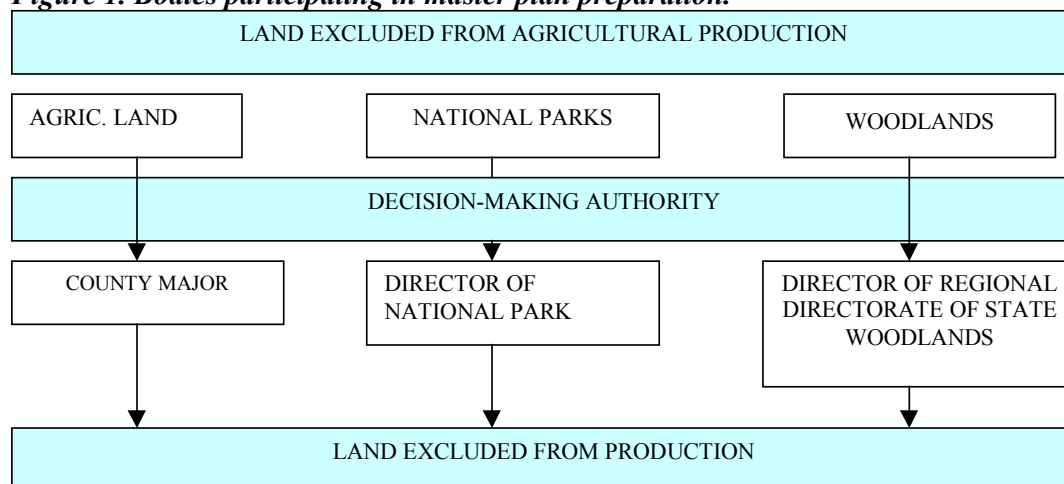 Figure 1. Bodies participating in master plan preparation.
LAND EXCLUDED FROM AGRICULTURAL PRODUCTION
AGRIC. LAND
NATIONAL PARKS
WOODLANDS
DECISION-MAKING AUTHORITY
COUNTY MAJOR
DIRECTOR OF
NATIONAL PARK
DIRECTOR OF REGIONAL
DIRECTORATE OF STATE
WOODLANDS
LAND EXCLUDED FROM PRODUCTION